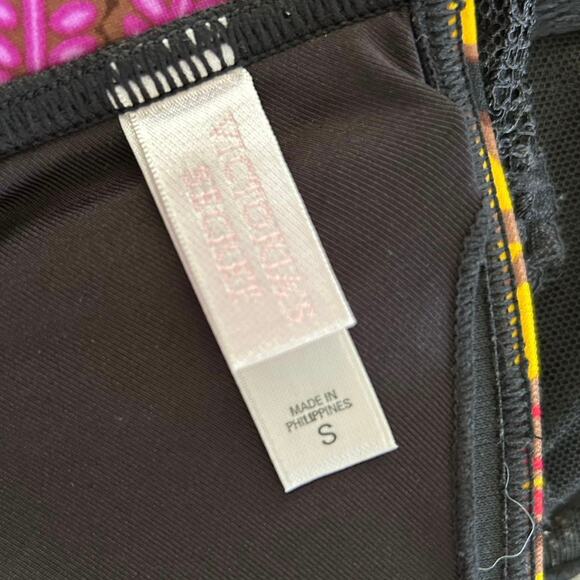 VICTORIA'S
SECRET
MADE IN
PHILIPPINES
S